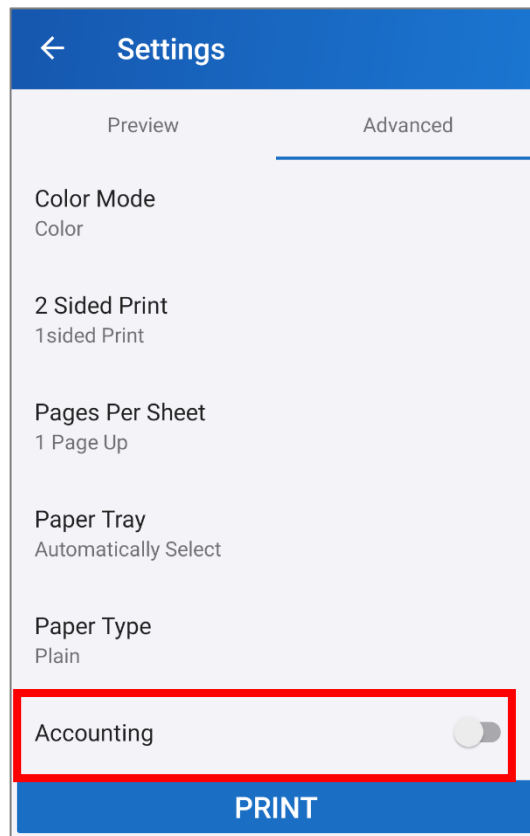 Settings
Preview Advanced
Color Mode
Color
2 Sided Print
1sided Print
Pages Per Sheet
1 Page Up
Paper Tray
Automatically Select
Paper Type
Plain
Accounting
PRINT